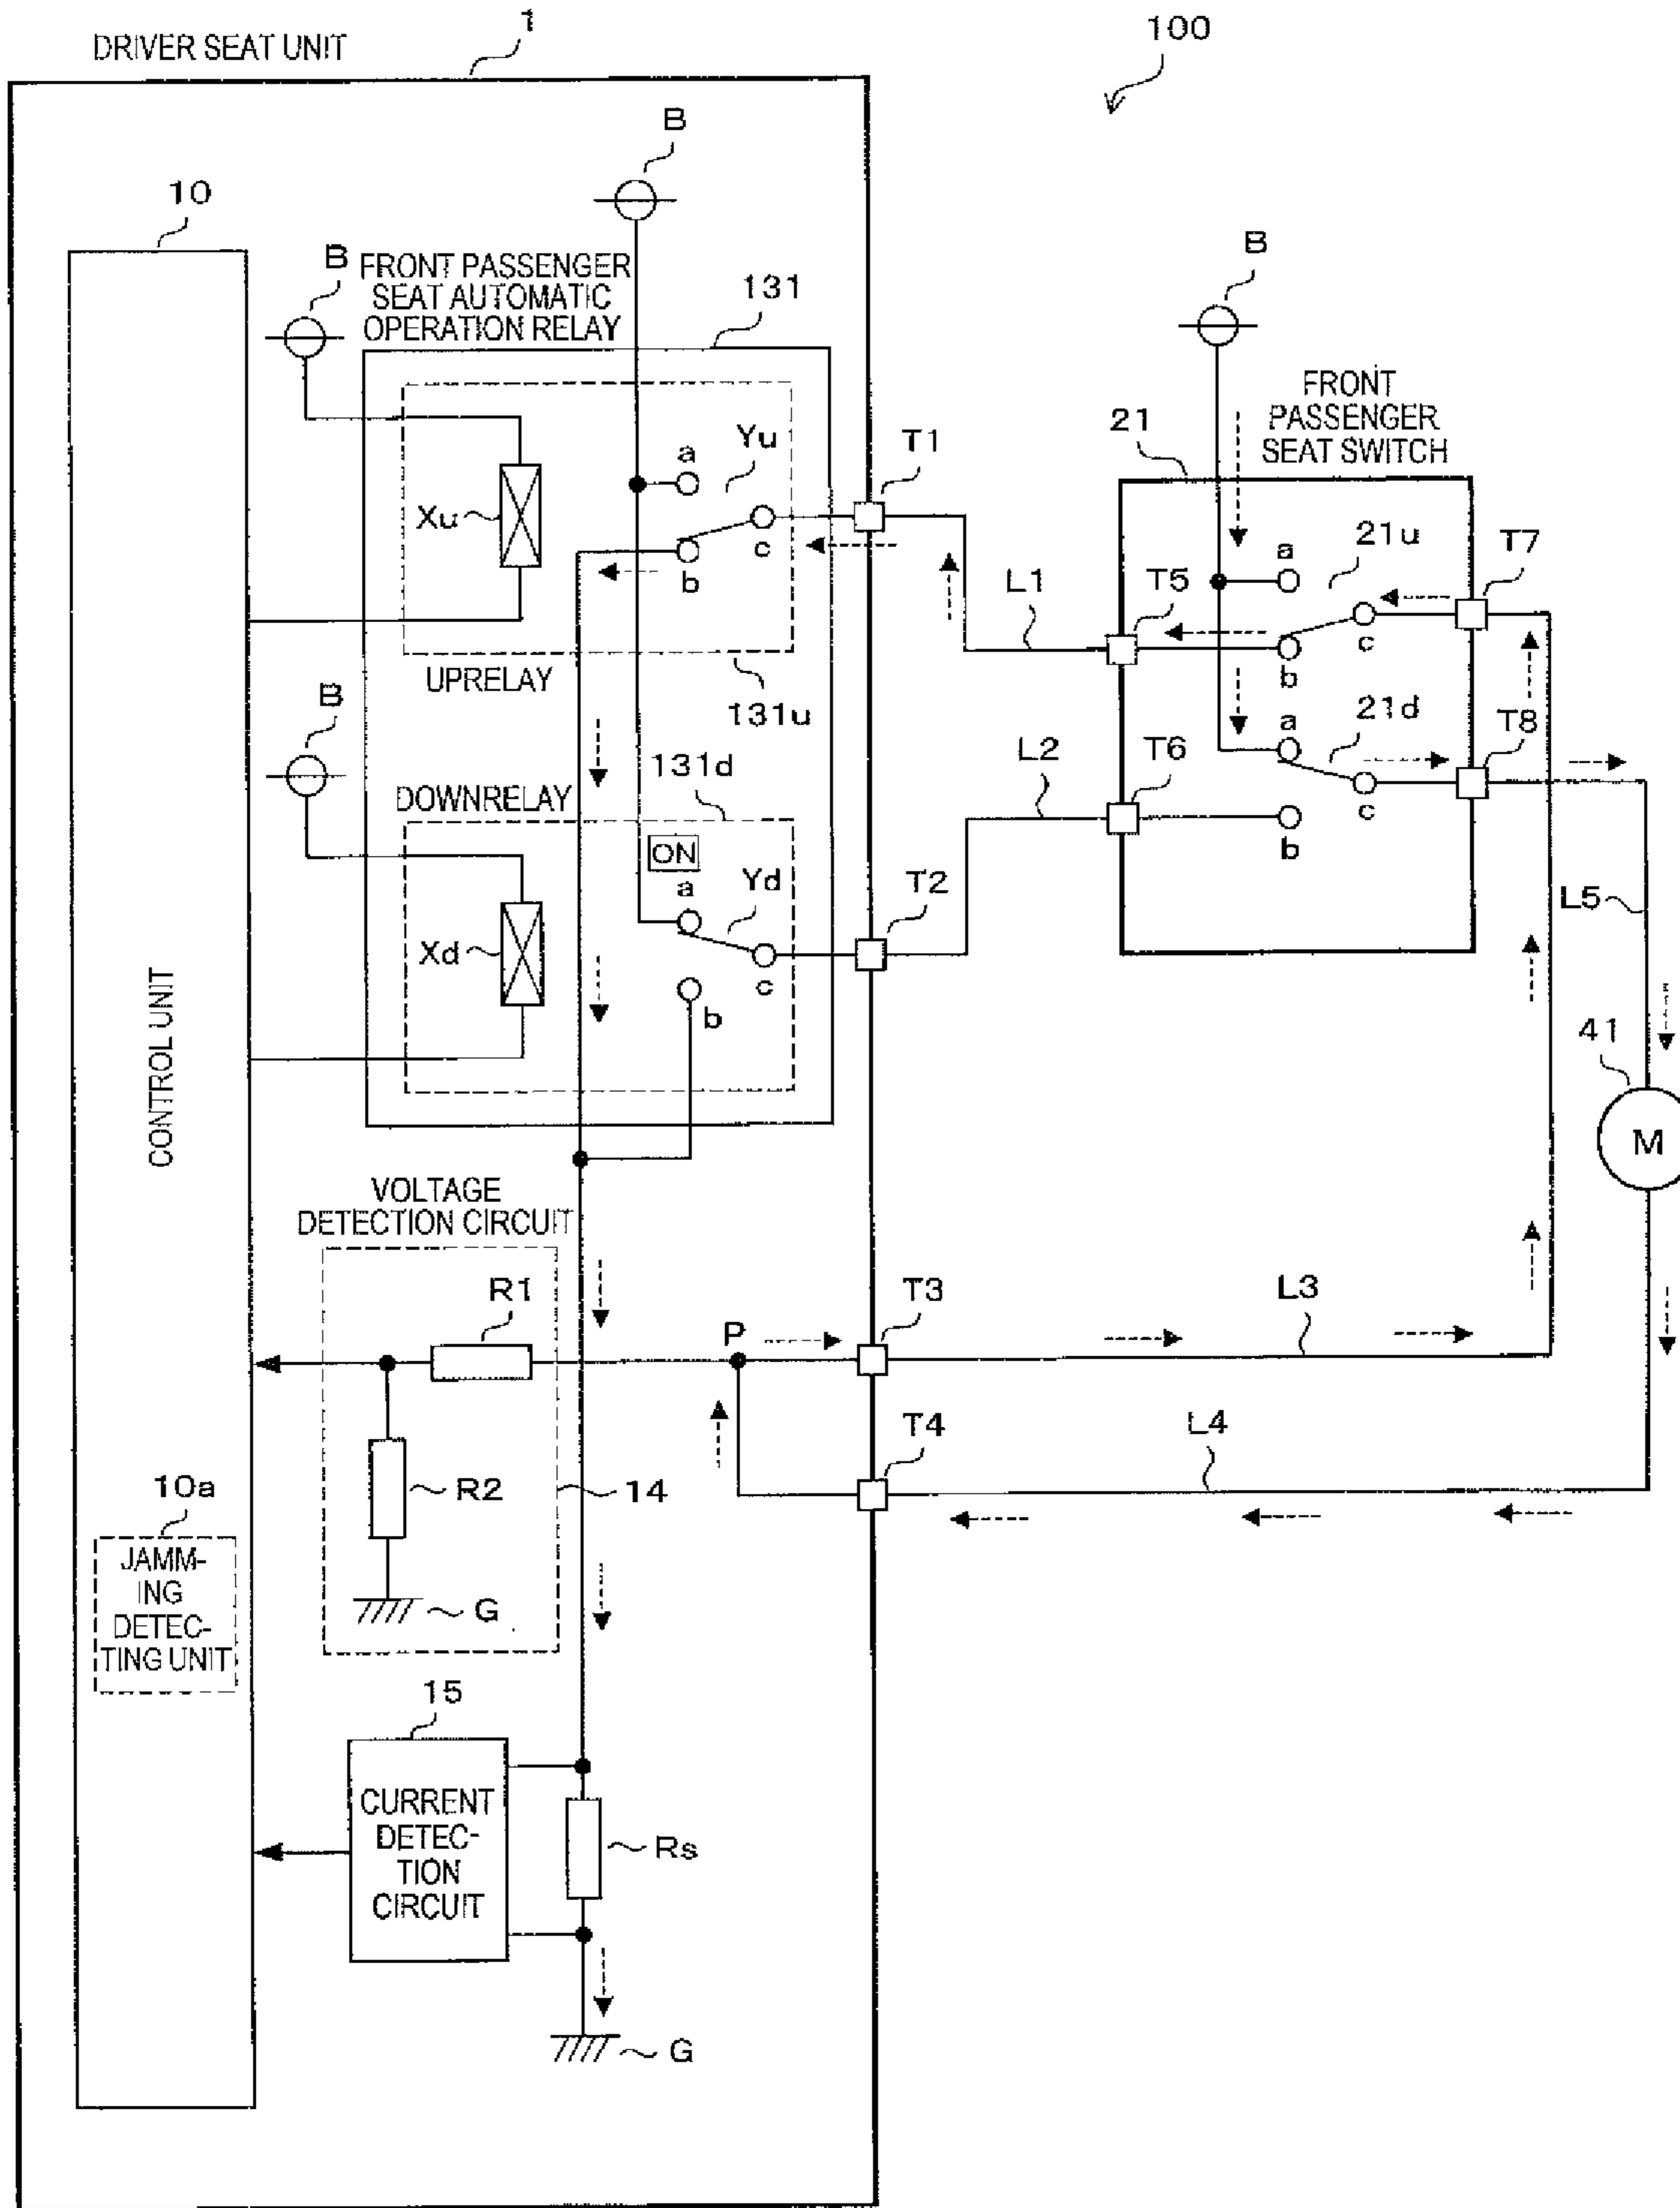 1
100
DRIVER SEAT UNIT
B
10
B
FRONT PASSENGER
SEAT AUTOMATIC
OPERATION RELAY
131
B
FRONT
PASSENGER
SEAT SWITCH
21
Xu
a
Yu
b
c
T1
UPRELAY
131u
L1
T5
a
21u
T7
b
c
a
21d
T8
c
b
B
131d
DOWNRELAY
ON
a
Yd
Xd
c
b
T2
L2
T6
L5
41
M
CONTROL UNIT
VOLTAGE
DETECTION CIRCUIT
R1
P
T3
L3
R2
14
T4
L4
10a
JAMM-
ING
DETEC-
TING UNIT
G
15
CURRENT
DETEC-
TION
CIRCUIT
Rs
G